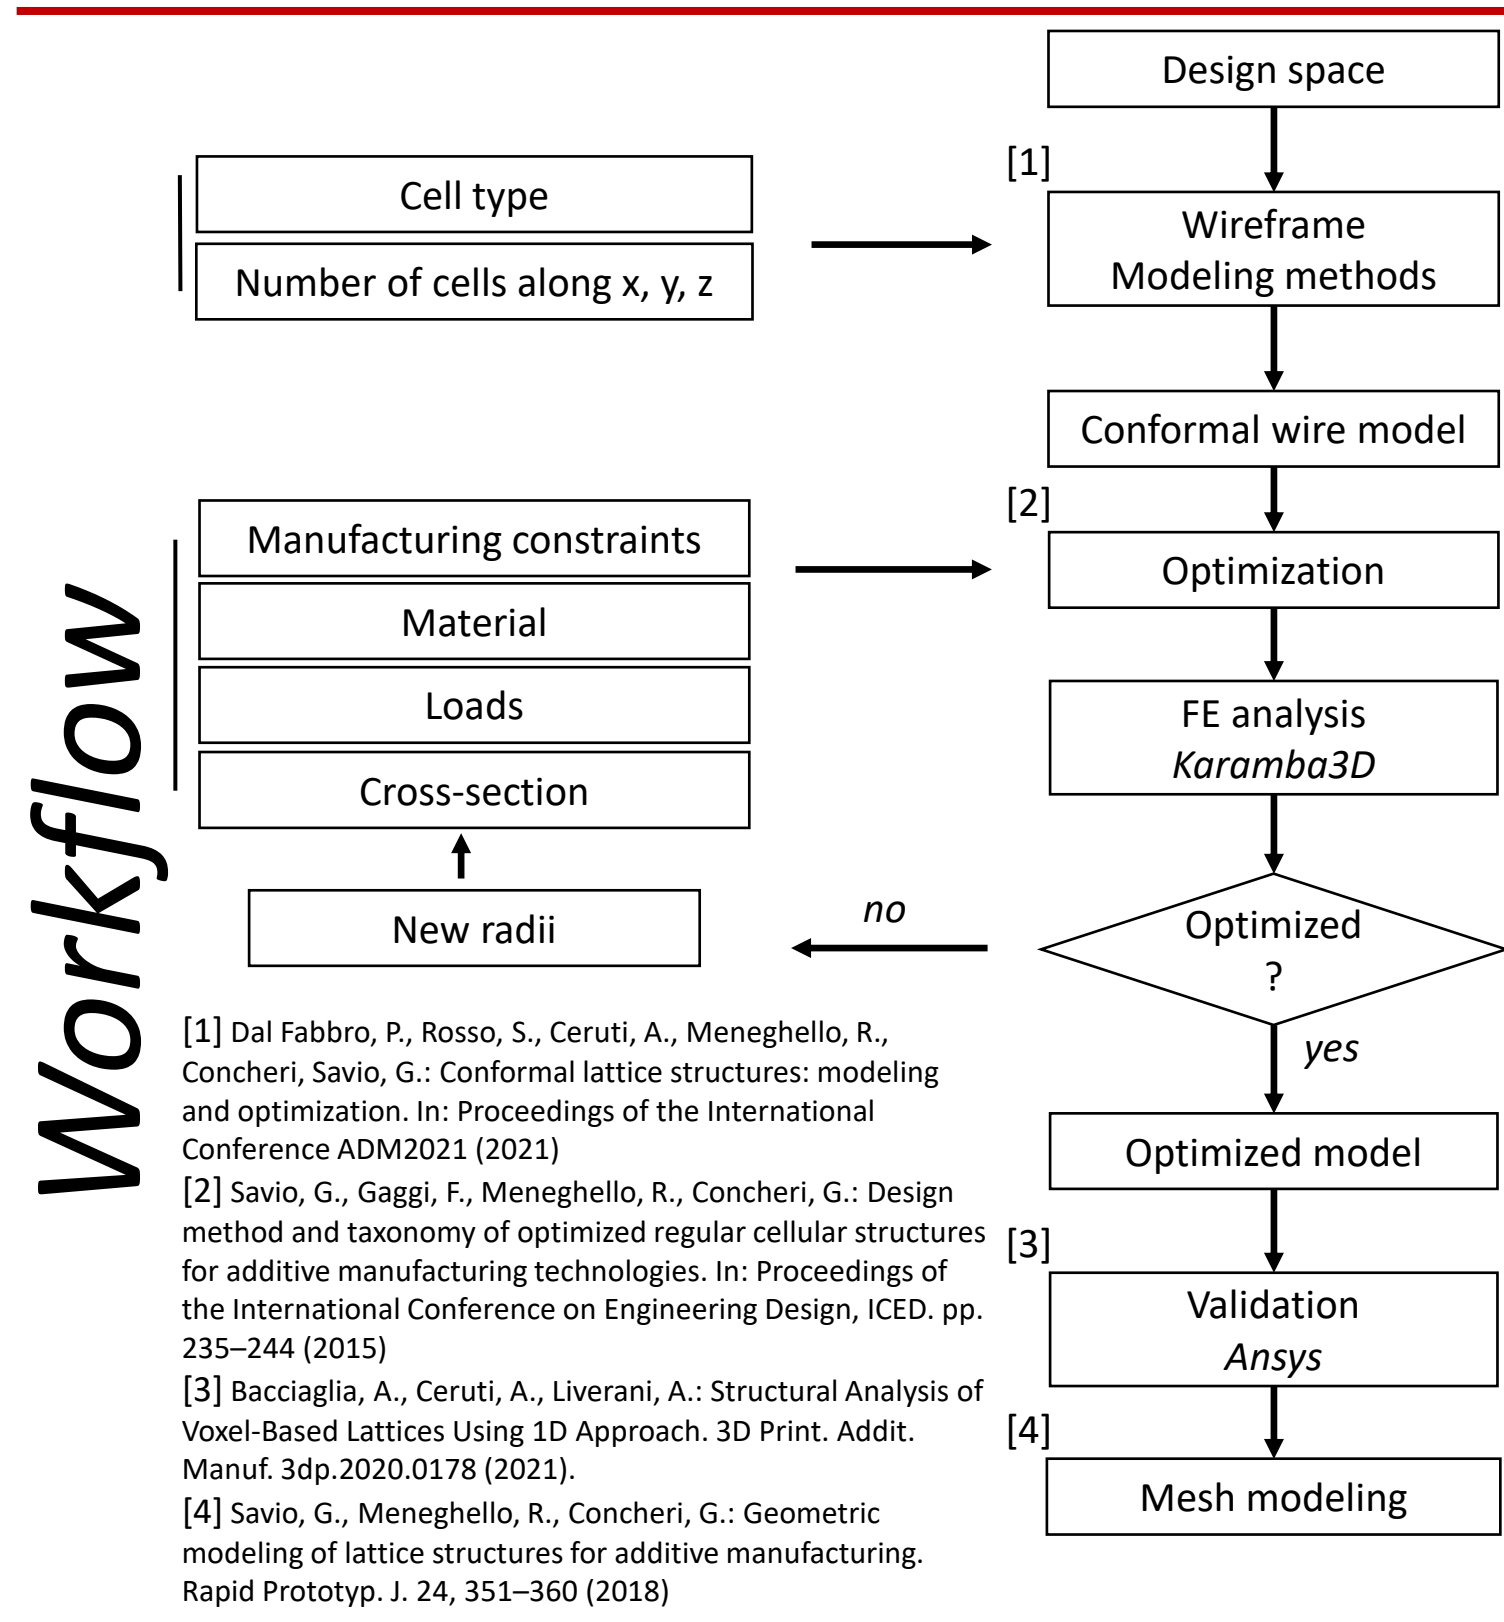 Workflow
Design space
[1]
Cell type
Number of cells along x, y, z
Wireframe
Modeling methods
Conformal wire model
[2]
Manufacturing constraints
Material
Loads
Cross-section
New radii
Optimization
FE analysis
Karamba3D
Optimized
?
no
yes
Optimized model
[3]
Validation
Ansys
[4]
Mesh modeling
[1] Dal Fabbro, P., Rosso, S., Ceruti, A., Meneghello, R.,
Concheri, Savio, G.: Conformal lattice structures: modeling
and optimization. In: Proceedings of the International
Conference ADM2021 (2021)
[2] Savio, G., Gaggi, F., Meneghello, R., Concheri, G.: Design
method and taxonomy of optimized regular cellular structures
for additive manufacturing technologies. In: Proceedings of
the International Conference on Engineering Design, ICED. pp.
235–244 (2015)
[3] Bacciaglia, A., Ceruti, A., Liverani, A.: Structural Analysis of
Voxel-Based Lattices Using 1D Approach. 3D Print. Addit.
Manuf. 3dp.2020.0178 (2021).
[4] Savio, G., Meneghello, R., Concheri, G.: Geometric
modeling of lattice structures for additive manufacturing.
Rapid Prototyp. J. 24, 351–360 (2018)